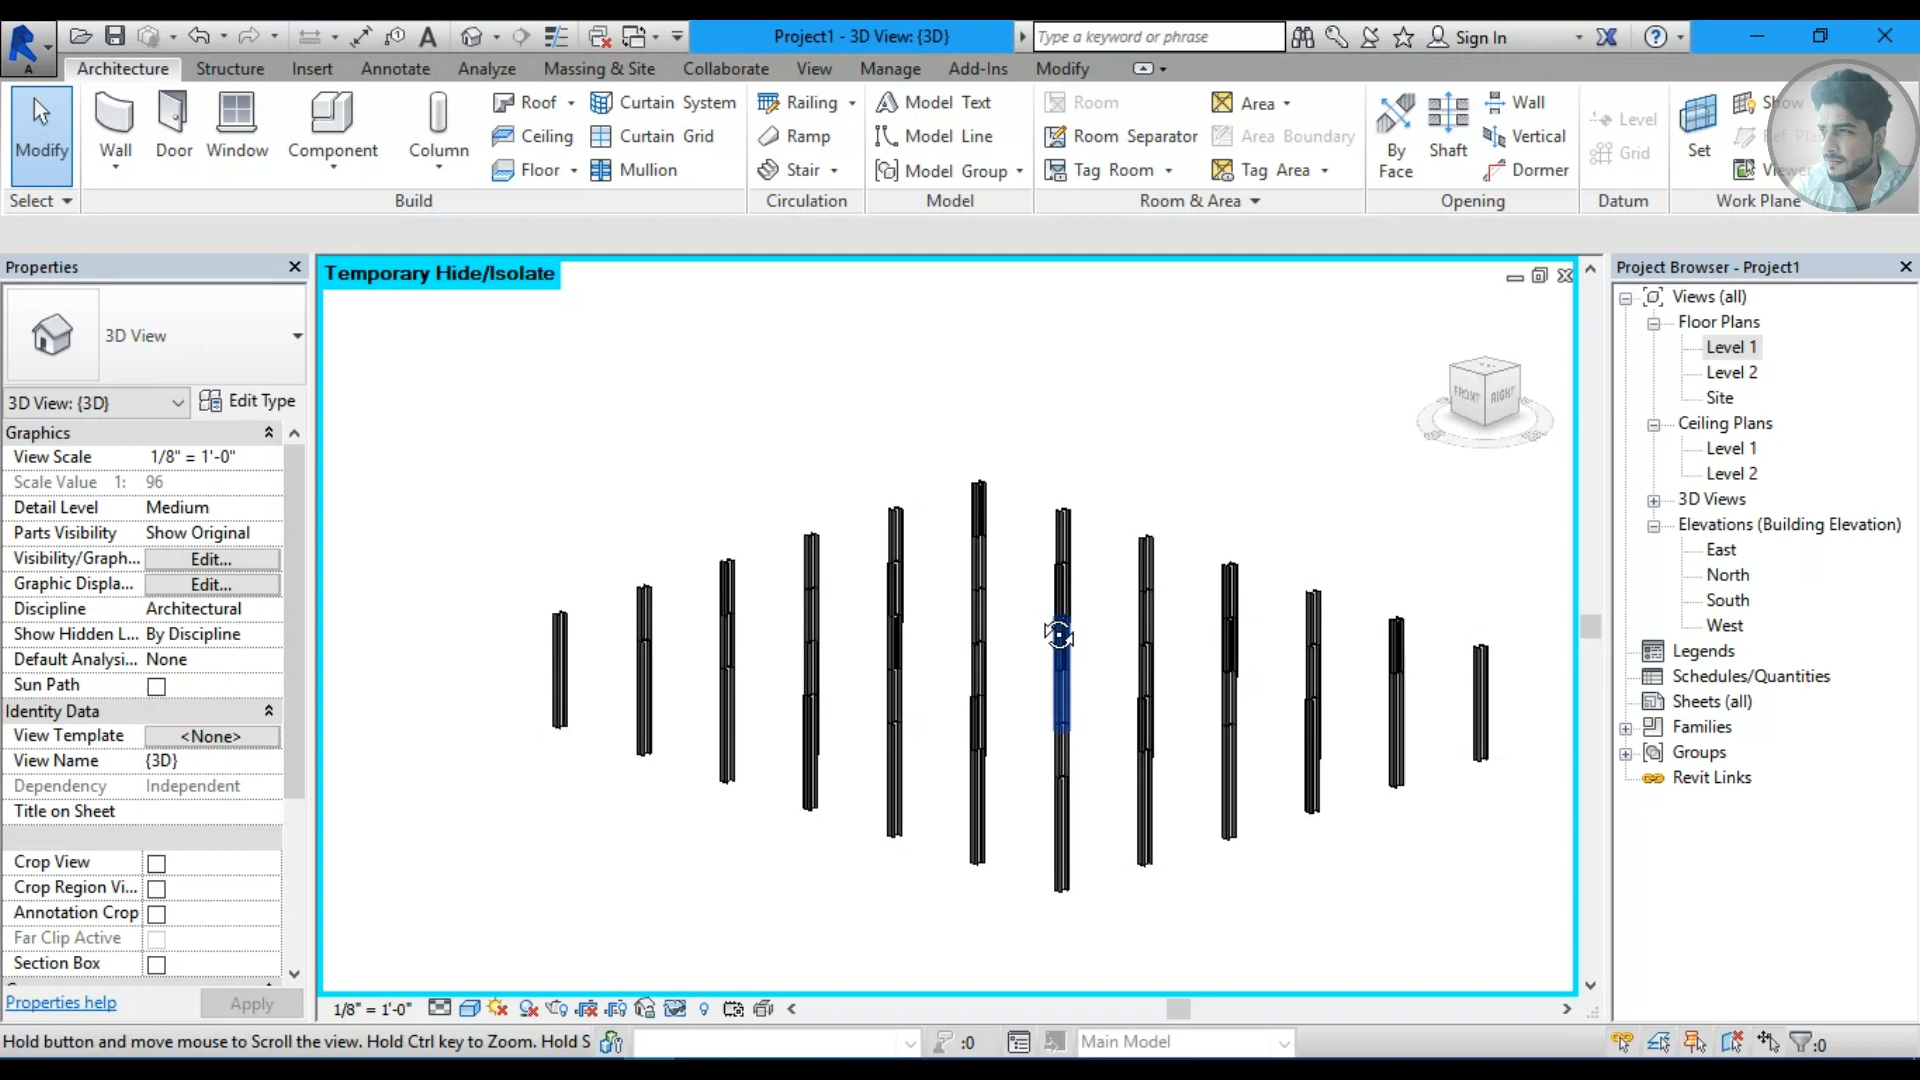 Project1 - 3D View: {3D}
Type a keyword or phrase
Sign In
A
Architecture Structure Insert Annotate Analyze Massing & Site Collaborate View Manage Add-Ins Modify
Modify Wall Door Window Component Column
Roof Curtain System Railing Model Text Room Area
Ceiling Curtain Grid Ramp Model Line Room Separator Area Boundary
Floor Mullion Stair Model Group Tag Room Tag Area
By Face Shaft Wall Vertical Dormer Level Grid Set Show Viewer
Select Build Circulation Model Room & Area Opening Datum Work Plane
Properties
3D View
3D View: {3D} Edit Type
Graphics
View Scale 1/8" = 1'-0"
Scale Value 1: 96
Detail Level Medium
Parts Visibility Show Original
Visibility/Graph... Edit...
Graphic Displa... Edit...
Discipline Architectural
Show Hidden L... By Discipline
Default Analysi... None
Sun Path
Identity Data
View Template <None>
View Name {3D}
Dependency Independent
Title on Sheet
Crop View
Crop Region Vi...
Annotation Crop
Far Clip Active
Section Box
Properties help Apply
Temporary Hide/Isolate
FRONT RIGHT
1/8" = 1'-0"
Project Browser - Project1
Views (all)
Floor Plans
Level 1
Level 2
Site
Ceiling Plans
Level 1
Level 2
3D Views
Elevations (Building Elevation)
East
North
South
West
Legends
Schedules/Quantities
Sheets (all)
Families
Groups
Revit Links
Hold button and move mouse to Scroll the view. Hold Ctrl key to Zoom. Hold S :0 Main Model :0